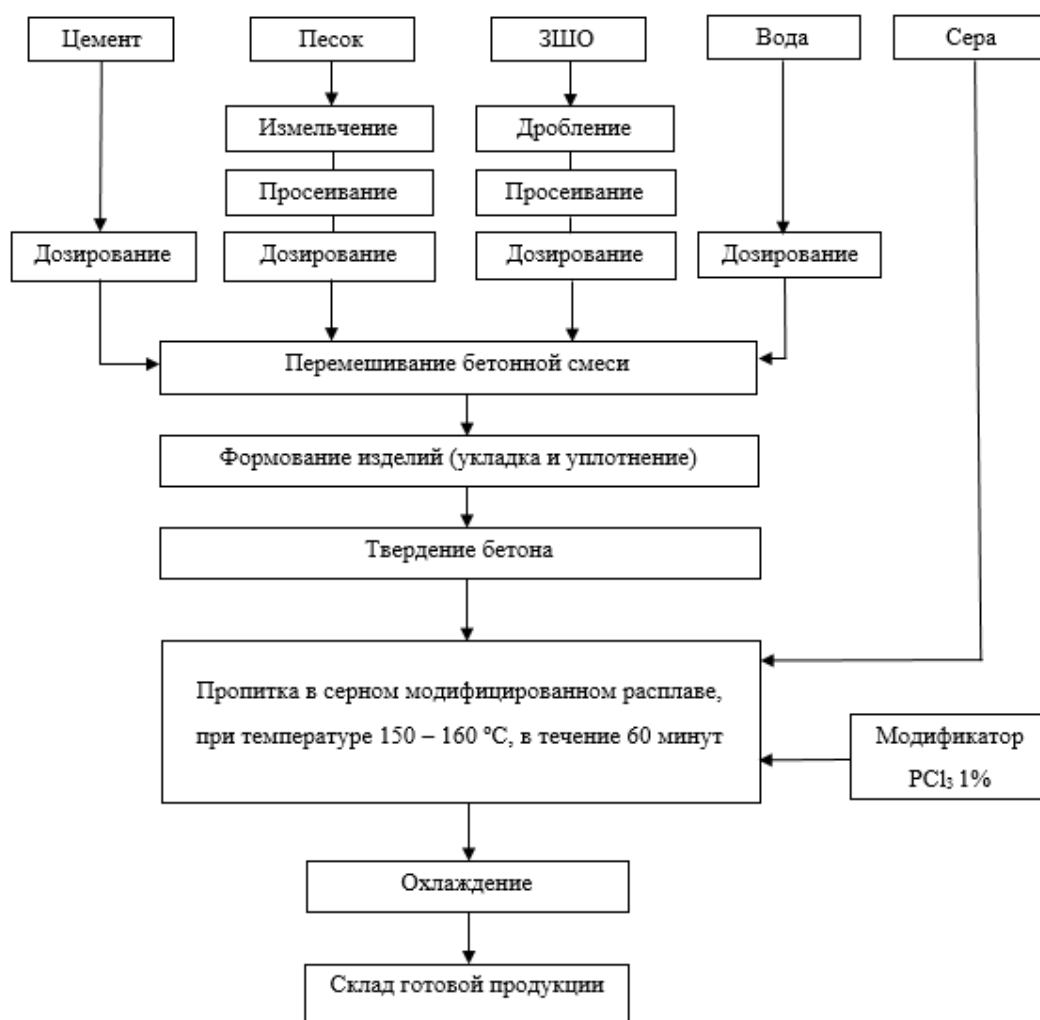 Цемент
Песок
ЗШО
Вода
Сера
Измельчение
Дробление
Просеивание
Просеивание
Дозирование
Дозирование
Дозирование
Дозирование
Перемешивание бетонной смеси
Формование изделий (укладка и уплотнение)
Твердение бетона
Пропитка в серном модифицированном расплаве,
при температуре 150 – 160 °С, в течение 60 минут
Модификатор
PCl₃ 1%
Охлаждение
Склад готовой продукции